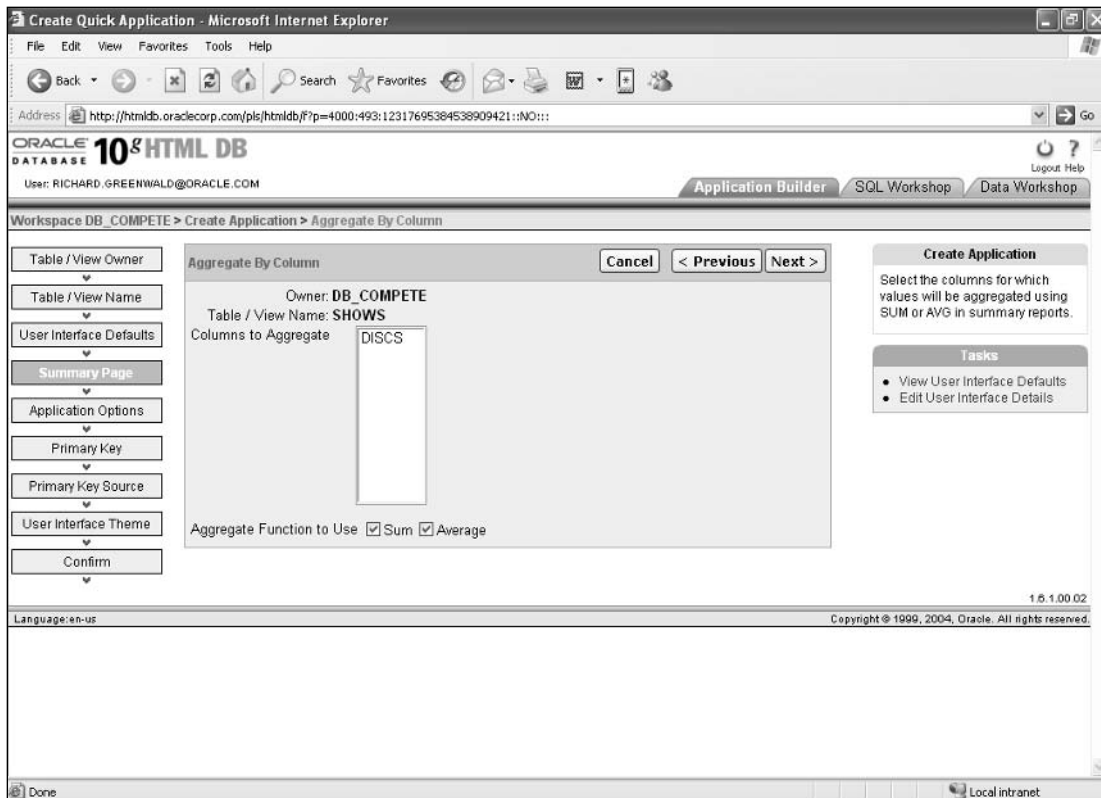 Create Quick Application - Microsoft Internet Explorer
File Edit View Favorites Tools Help
Back Search Favorites
Address http://htmldb.oraclecorp.com/pls/htmldb/f?p=4000:493:12317695384538909421::NO:::
Go
ORACLE
DATABASE 10g HTML DB
Logout Help
User: RICHARD.GREENWALD@ORACLE.COM
Application Builder SQL Workshop Data Workshop
Workspace DB_COMPETE > Create Application > Aggregate By Column
Table / View Owner
Table / View Name
User Interface Defaults
Summary Page
Application Options
Primary Key
Primary Key Source
User Interface Theme
Confirm
Aggregate By Column
Cancel < Previous Next >
Owner: DB_COMPETE
Table / View Name: SHOWS
Columns to Aggregate
DISCS
Aggregate Function to Use Sum Average
Create Application
Select the columns for which
values will be aggregated using
SUM or AVG in summary reports.
Tasks
• View User Interface Defaults
• Edit User Interface Details
1.6.1.00.02
Language:en-us
Copyright © 1999, 2004, Oracle. All rights reserved.
Done
Local intranet